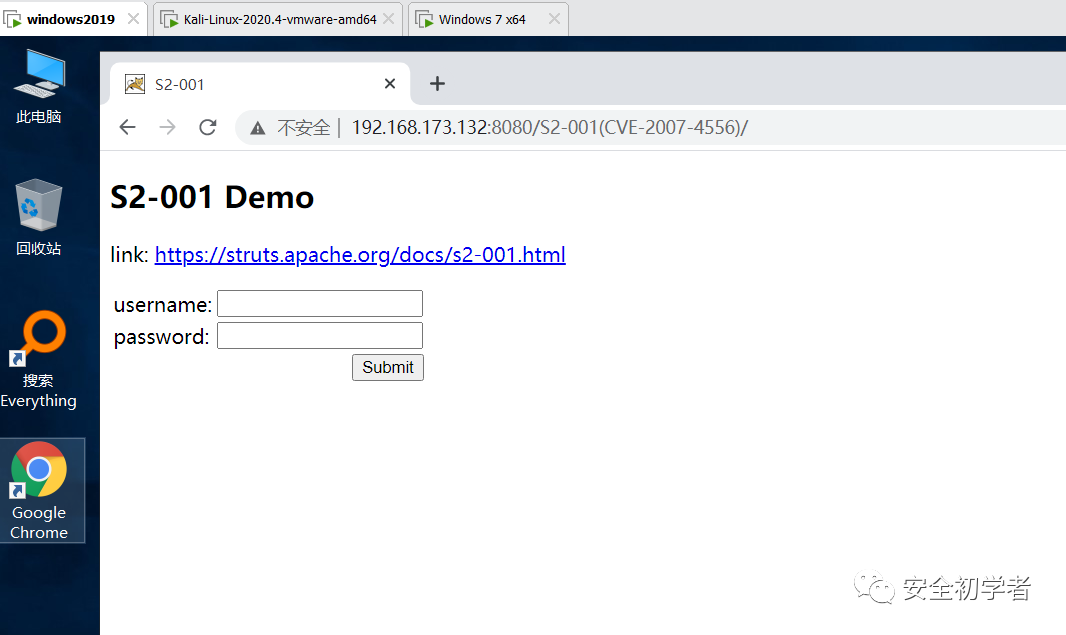 windows2019
Kali-Linux-2020.4-vmware-amd64
Windows 7 x64
此电脑
回收站
搜索
Everything
Google
Chrome
S2-001
不安全 | 192.168.173.132:8080/S2-001(CVE-2007-4556)/
S2-001 Demo
link: https://struts.apache.org/docs/s2-001.html
username:
password:
Submit
安全初学者